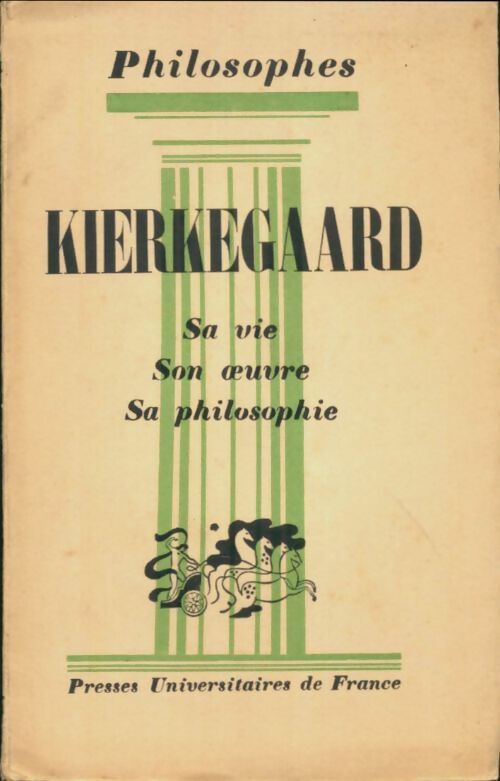 Philosophes
KIERKEGAARD
Sa vie
Son œuvre
Sa philosophie
Presses Universitaires de France